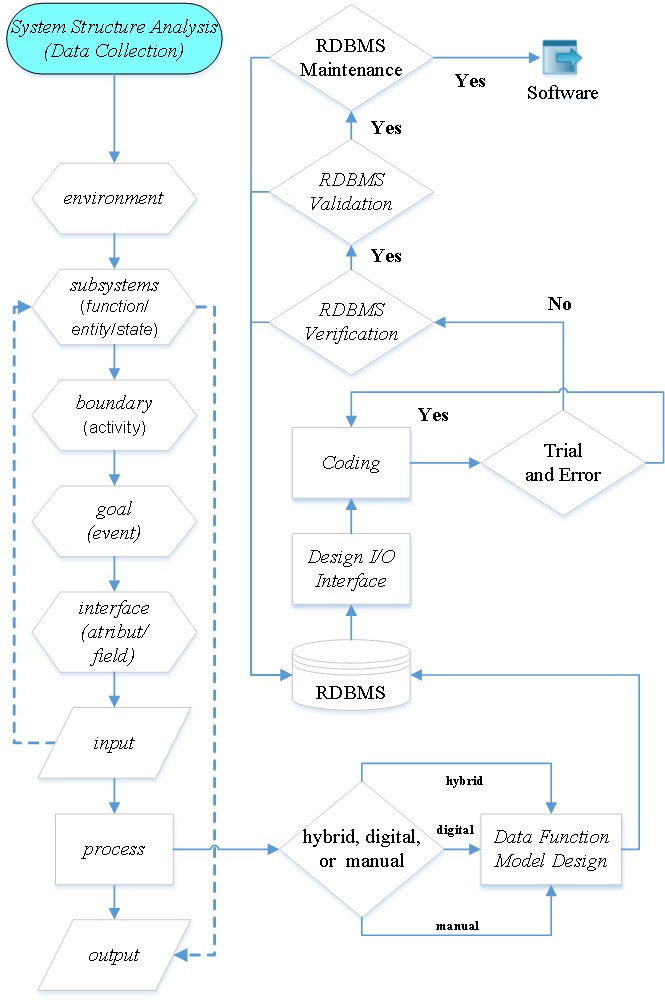 System Structure Analysis
(Data Collection)
environment
subsystems
(function/
entity/state)
boundary
(activity)
goal
(event)
interface
(atribut/
field)
input
process
output
hybrid, digital,
or manual
hybrid
digital
manual
Data Function
Model Design
RDBMS
Design I/O
Interface
Coding
Yes
Trial
and Error
No
RDBMS
Verification
Yes
RDBMS
Validation
Yes
RDBMS
Maintenance
Yes
Software